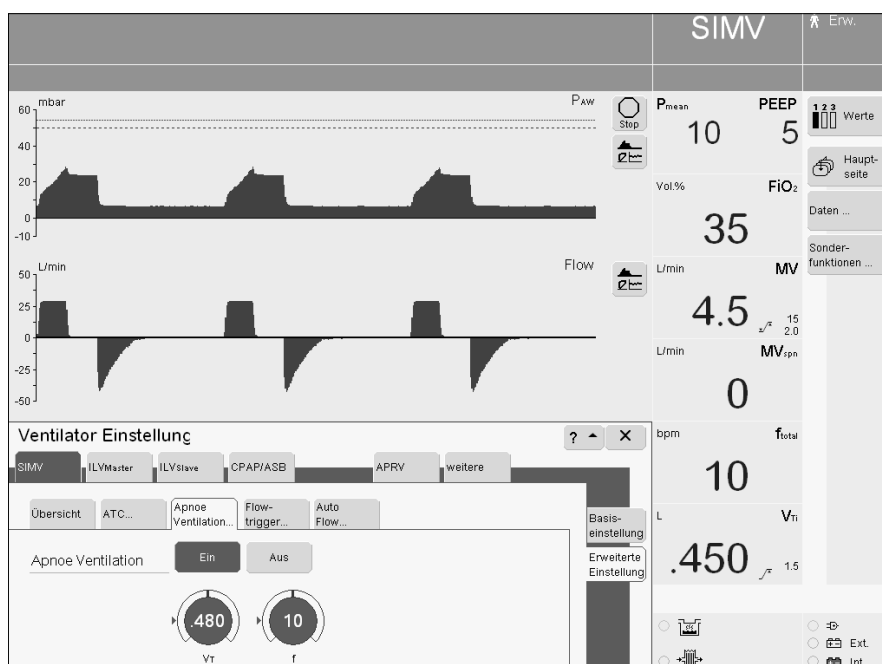 SIMV
Erw.
mbar
PAW
60
40
20
0
-10
Stop
L/min
Flow
50
25
0
-25
-50
Pmean
PEEP
10
5
Vol.%
FiO2
35
L/min
MV
4.5
15
2.0
L/min
MVspn
0
bpm
ftotal
10
L
VTi
.450
1.5
1 2 3
Werte
Haupt-
seite
Daten ...
Sonder-
funktionen ...
Ext.
Int.
Ventilator Einstellung
?
SIMV
ILVMaster
ILVSlave
CPAP/ASB
APRV
weitere
Übersicht
ATC...
Apnoe
Ventilation...
Flow-
trigger...
Auto
Flow...
Basis-
einstellung
Erweiterte
Einstellung
Apnoe Ventilation
Ein
Aus
.480
10
VT
f